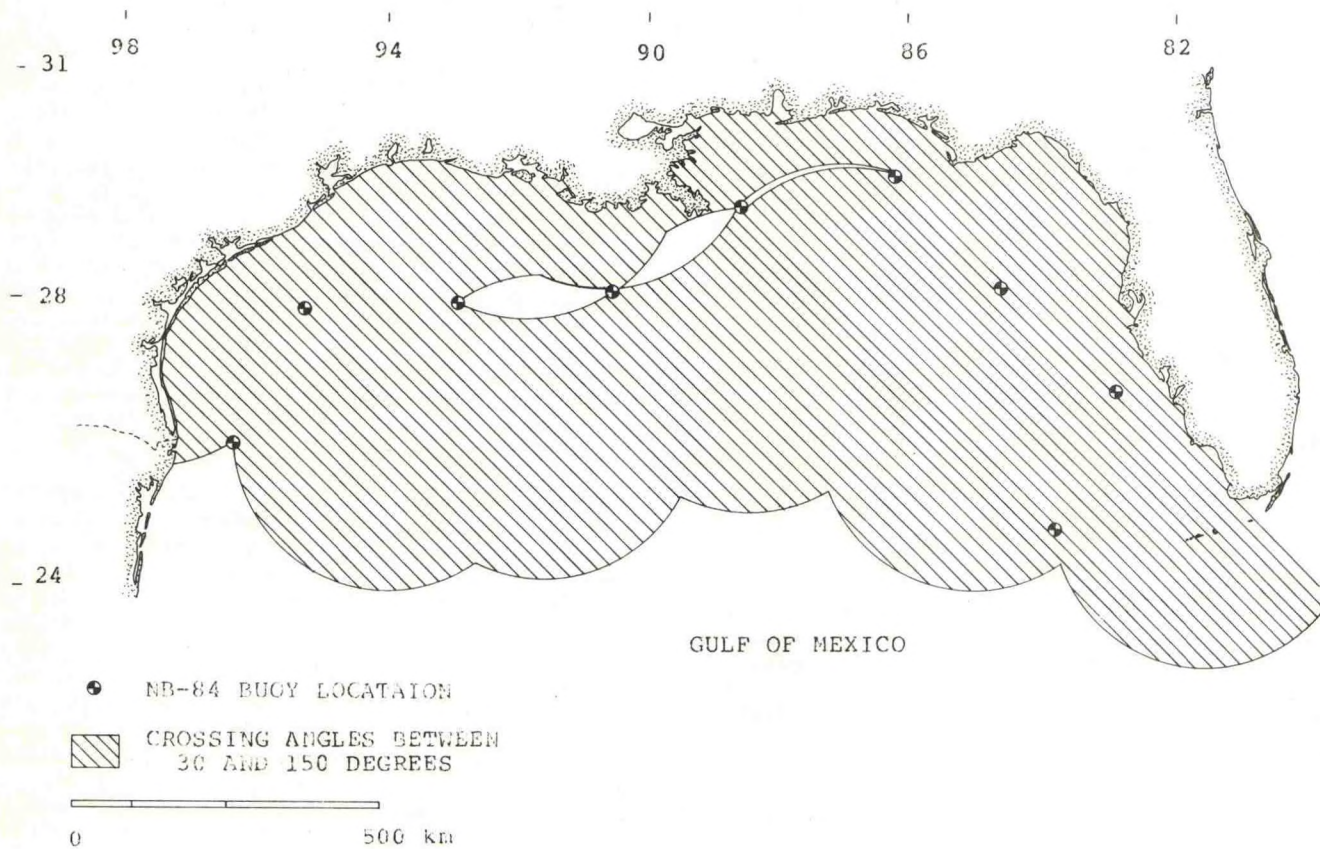 98 94 90 86 82
- 31
- 28
- 24
GULF OF MEXICO
NB-84 BUOY LOCATAION
CROSSING ANGLES BETWEEN
30 AND 150 DEGREES
0 500 km